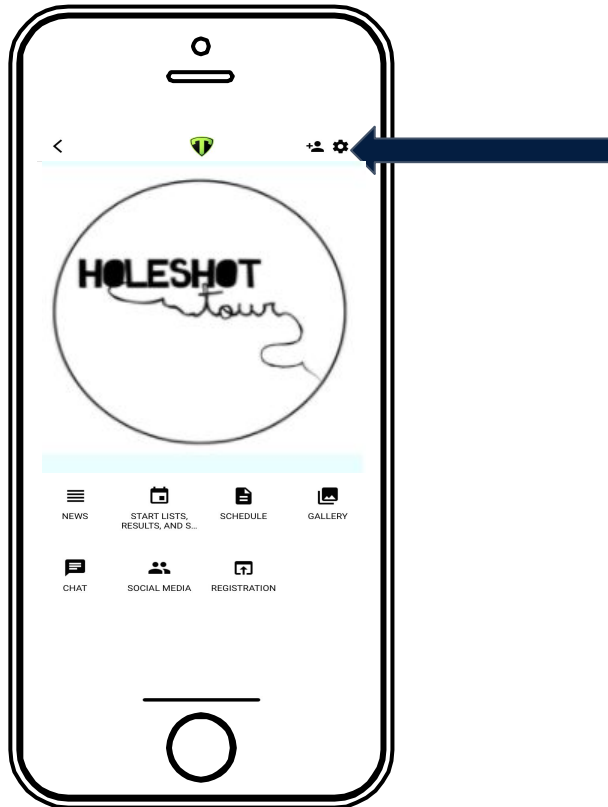 HOLESHOT
tour
NEWS
START LISTS,
RESULTS, AND S...
SCHEDULE
GALLERY
CHAT
SOCIAL MEDIA
REGISTRATION